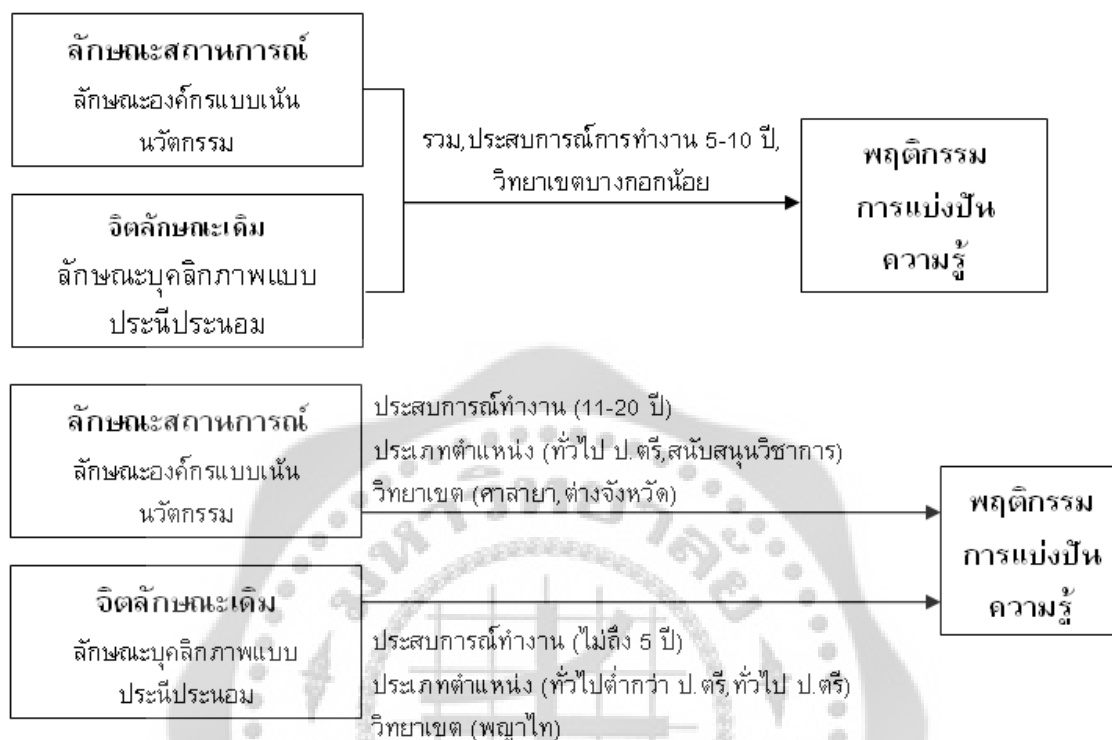 ลักษณะสถานการณ์
ลักษณะองค์กรแบบเน้น
นวัตกรรม
จิตลักษณะเดิม
ลักษณะบุคลิกภาพแบบ
ประนีประนอม
รวม,ประสบการณ์การทำงาน 5-10 ปี,
วิทยาเขตบางกอกน้อย
พฤติกรรม
การแบ่งปัน
ความรู้
ลักษณะสถานการณ์
ลักษณะองค์กรแบบเน้น
นวัตกรรม
ประสบการณ์ทำงาน (11-20 ปี)
ประเภทตำแหน่ง (ทั่วไป ป.ตรี,สนับสนุนวิชาการ)
วิทยาเขต (ศาลายา,ต่างจังหวัด)
จิตลักษณะเดิม
ลักษณะบุคลิกภาพแบบ
ประนีประนอม
ประสบการณ์ทำงาน (ไม่ถึง 5 ปี)
ประเภทตำแหน่ง (ทั่วไปต่ำกว่า ป.ตรี,ทั่วไป ป.ตรี)
วิทยาเขต (พญาไท)
พฤติกรรม
การแบ่งปัน
ความรู้
มหาวิทยาลัย